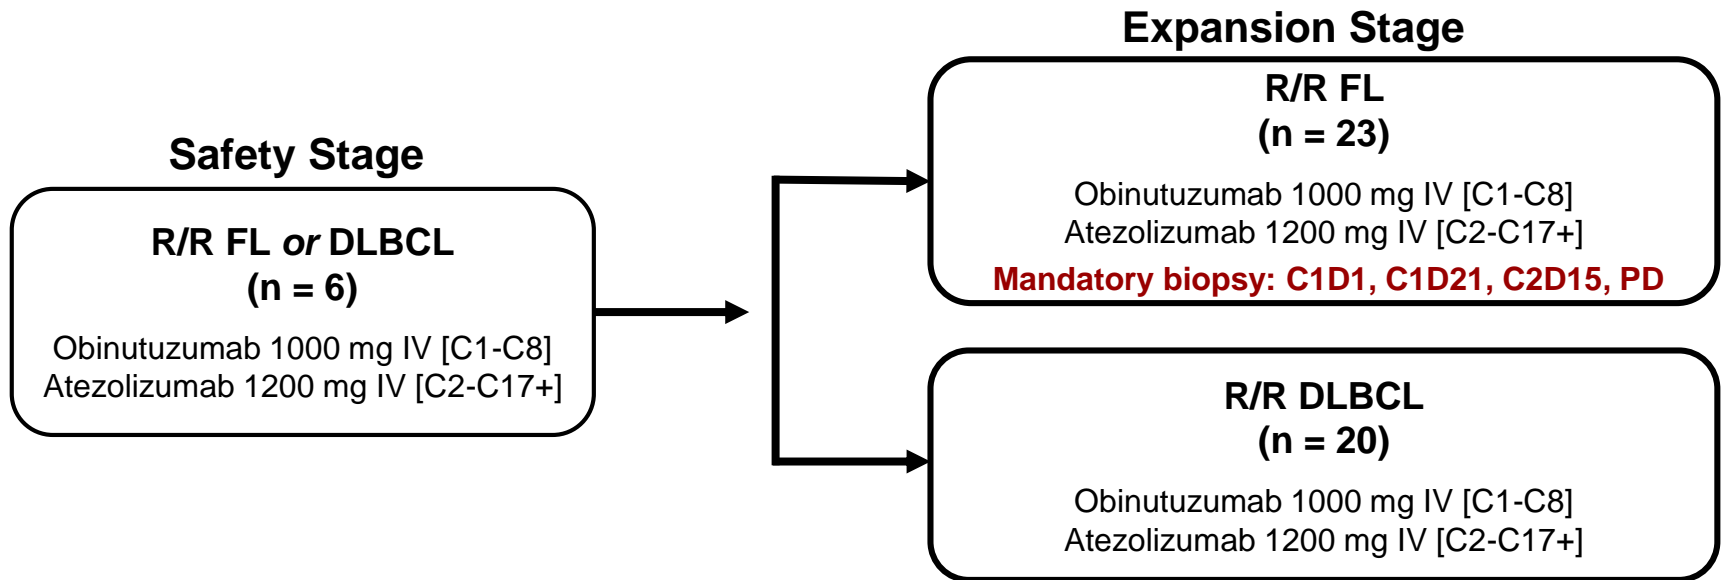 Safety Stage
R/R FL or DLBCL
(n = 6)
Obinutuzumab 1000 mg IV [C1-C8]
Atezolizumab 1200 mg IV [C2-C17+]
Expansion Stage
R/R FL
(n = 23)
Obinutuzumab 1000 mg IV [C1-C8]
Atezolizumab 1200 mg IV [C2-C17+]
Mandatory biopsy: C1D1, C1D21, C2D15, PD
R/R DLBCL
(n = 20)
Obinutuzumab 1000 mg IV [C1-C8]
Atezolizumab 1200 mg IV [C2-C17+]